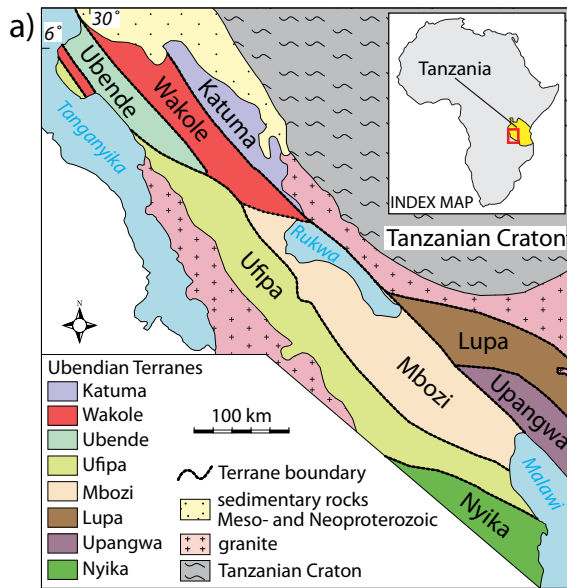 a)
30°
6°
Ubende
Wakole
Katuma
Tanganyika
Tanzania
INDEX MAP
Tanzanian Craton
Rukwa
Ufipa
Mbozi
Lupa
Upangwa
Malawi
Nyika
N
Ubendian Terranes
Katuma
Wakole
Ubende
Ufipa
Mbozi
Lupa
Upangwa
Nyika
100 km
Terrane boundary
sedimentary rocks
Meso- and Neoproterozoic
granite
Tanzanian Craton